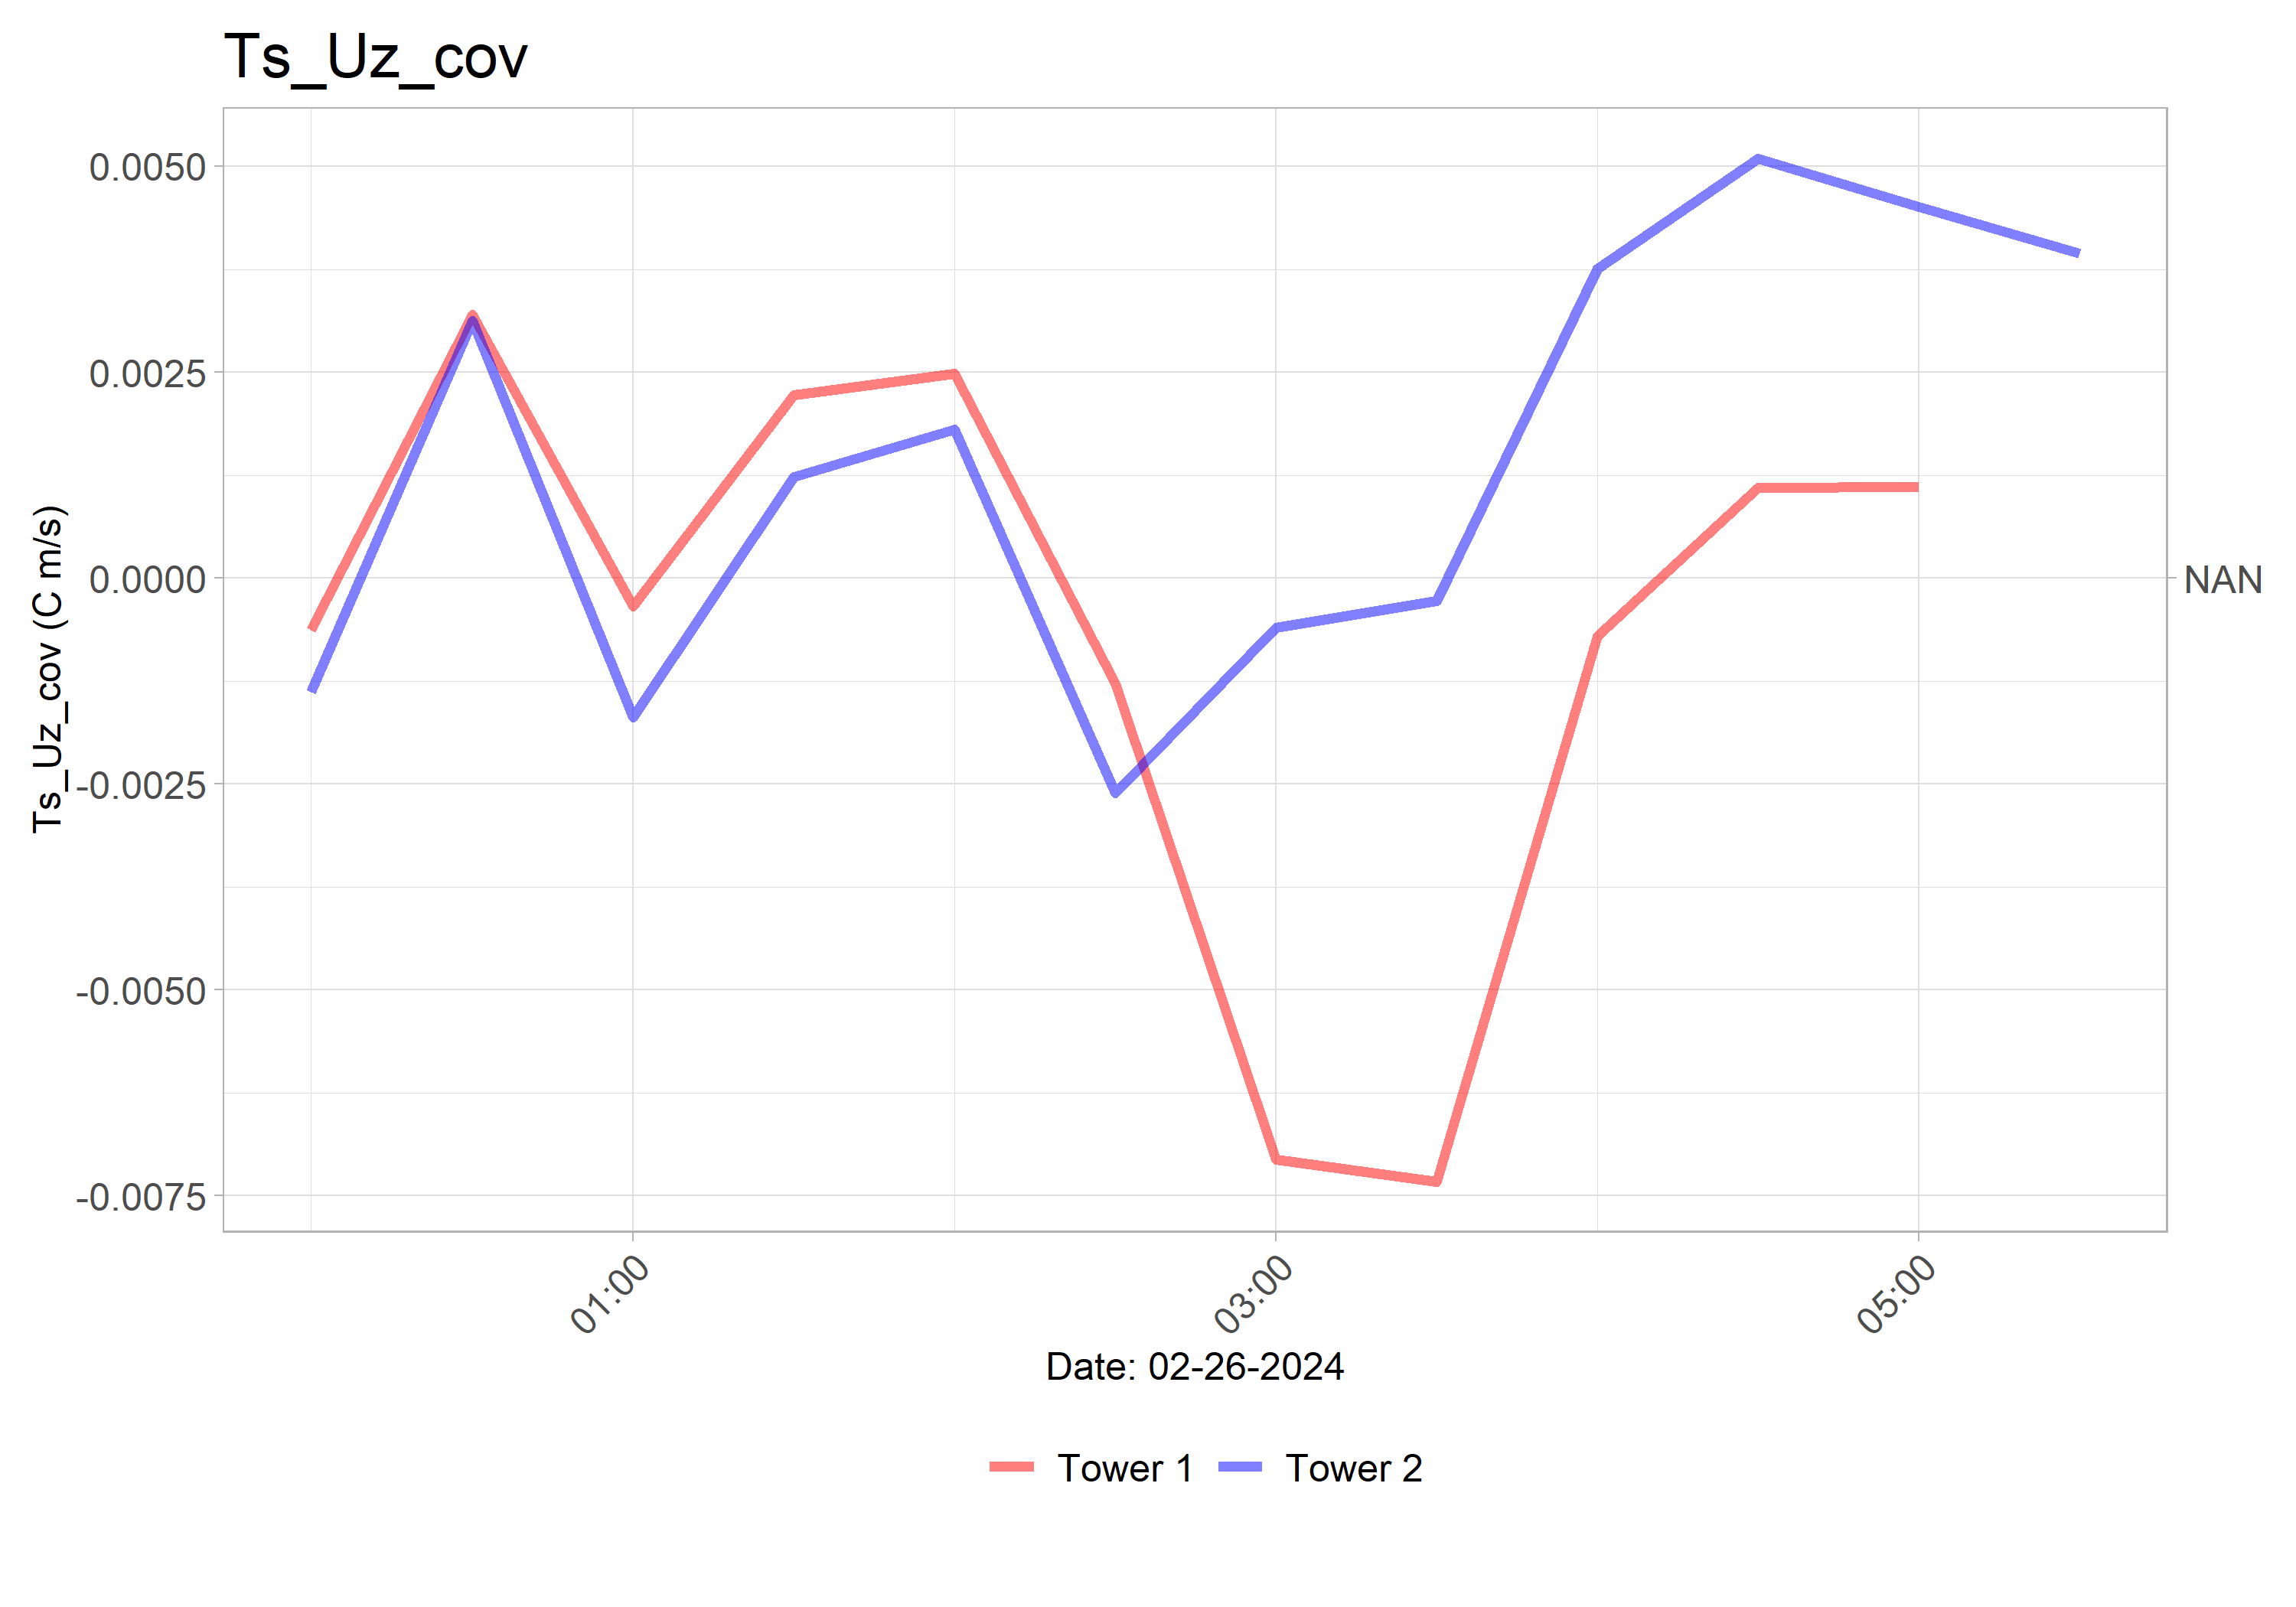 Ts_Uz_cov
Ts_Uz_cov (C m/s)
0.0050
0.0025
0.0000
-0.0025
-0.0050
-0.0075
NAN
01:00
03:00
05:00
Date: 02-26-2024
Tower 1
Tower 2